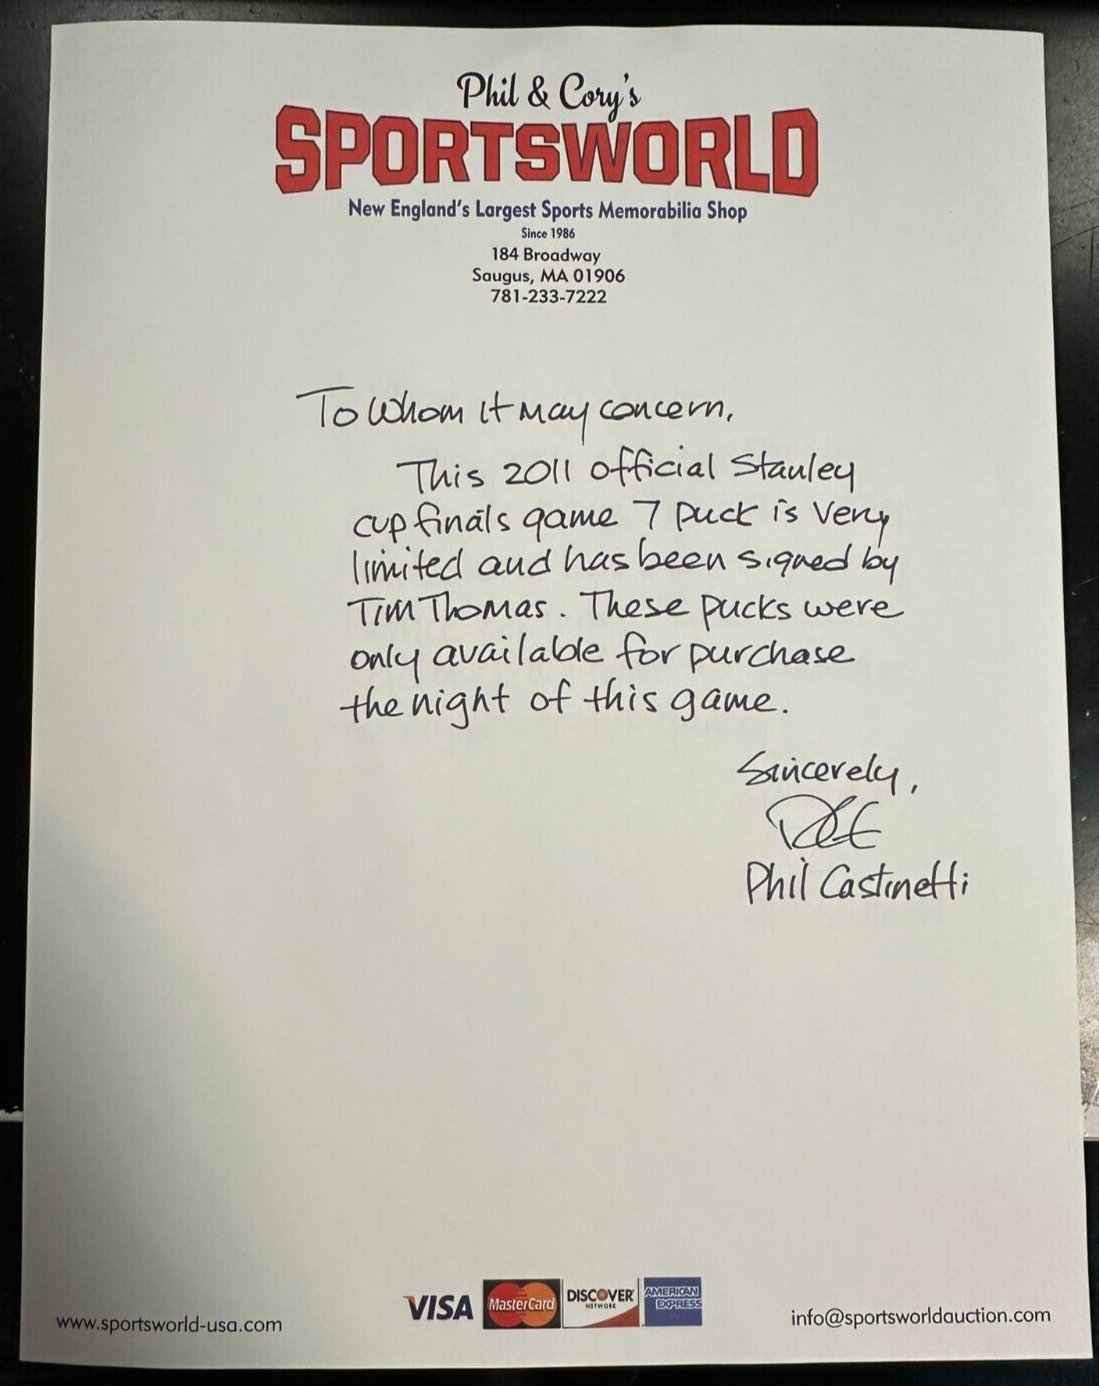 Phil & Cory's
SPORTSWORLD
New England's Largest Sports Memorabilia Shop
Since 1986
184 Broadway
Saugus, MA 01906
781-233-7222
To Whom it may concern,
This 2011 official Stanley
cup finals game 7 puck is very
limited and has been signed by
Tim Thomas. These pucks were
only available for purchase
the night of this game.
Sincerely,
Phil Castinetti
VISA MasterCard DISCOVER NETWORK AMERICAN EXPRESS
www.sportsworld-usa.com
info@sportsworldauction.com